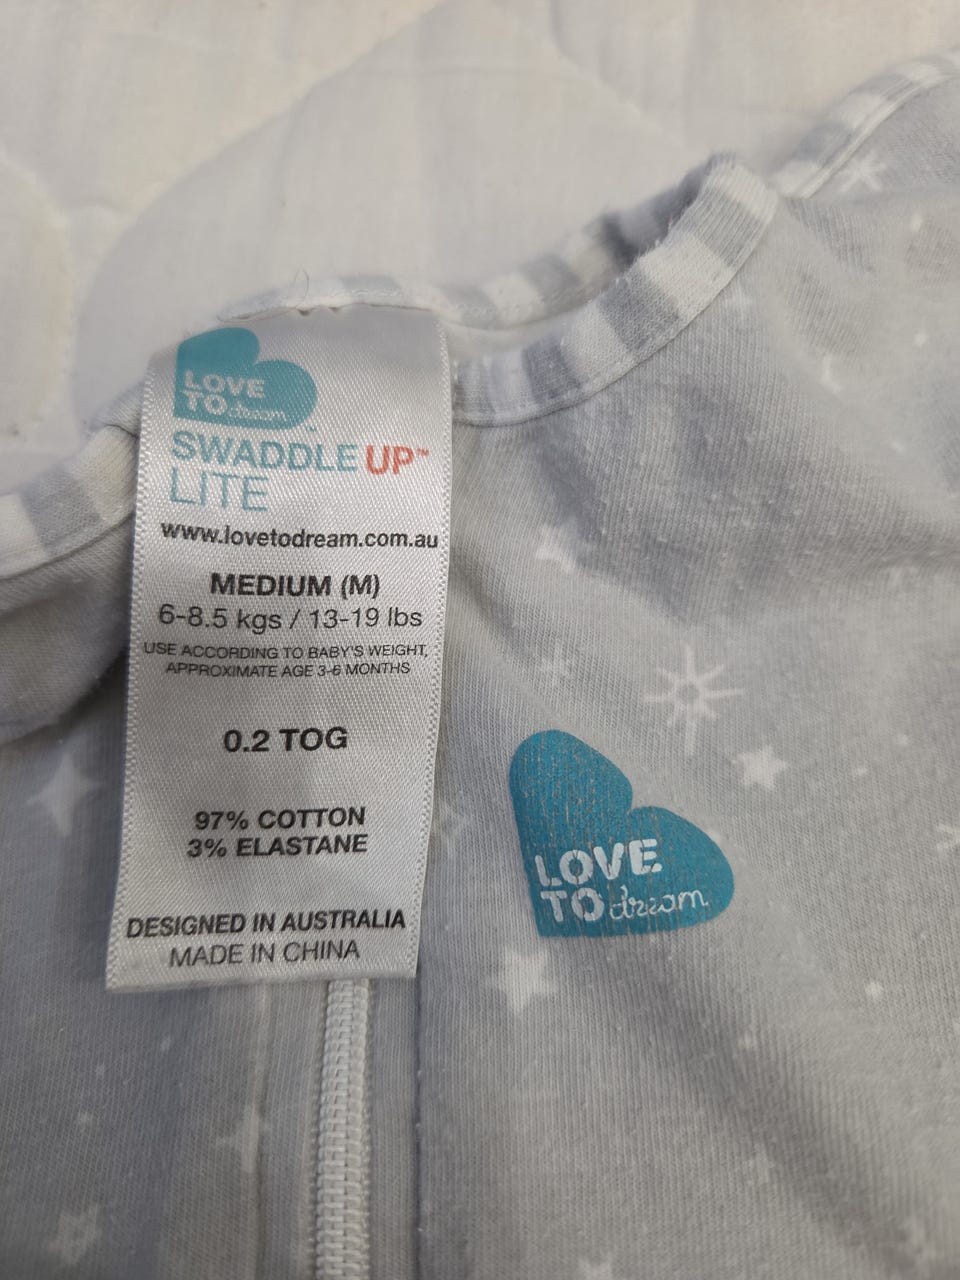 LOVE
TO dream
SWADDLE UP™
LITE
www.lovetodream.com.au
MEDIUM (M)
6-8.5 kgs / 13-19 lbs
USE ACCORDING TO BABY'S WEIGHT,
APPROXIMATE AGE 3-6 MONTHS
0.2 TOG
97% COTTON
3% ELASTANE
DESIGNED IN AUSTRALIA
MADE IN CHINA
LOVE
TO dream